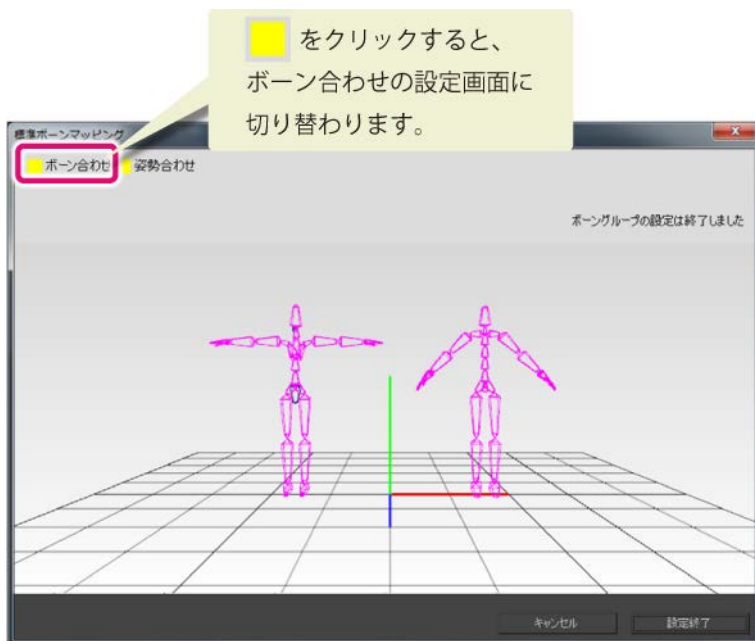 をクリックすると、
ボーン合わせの設定画面に
切り替わります。
標準ボーンマッピング
ボーン合わせ 姿勢合わせ
ボーングループの設定は終了しました
キャンセル 設定終了